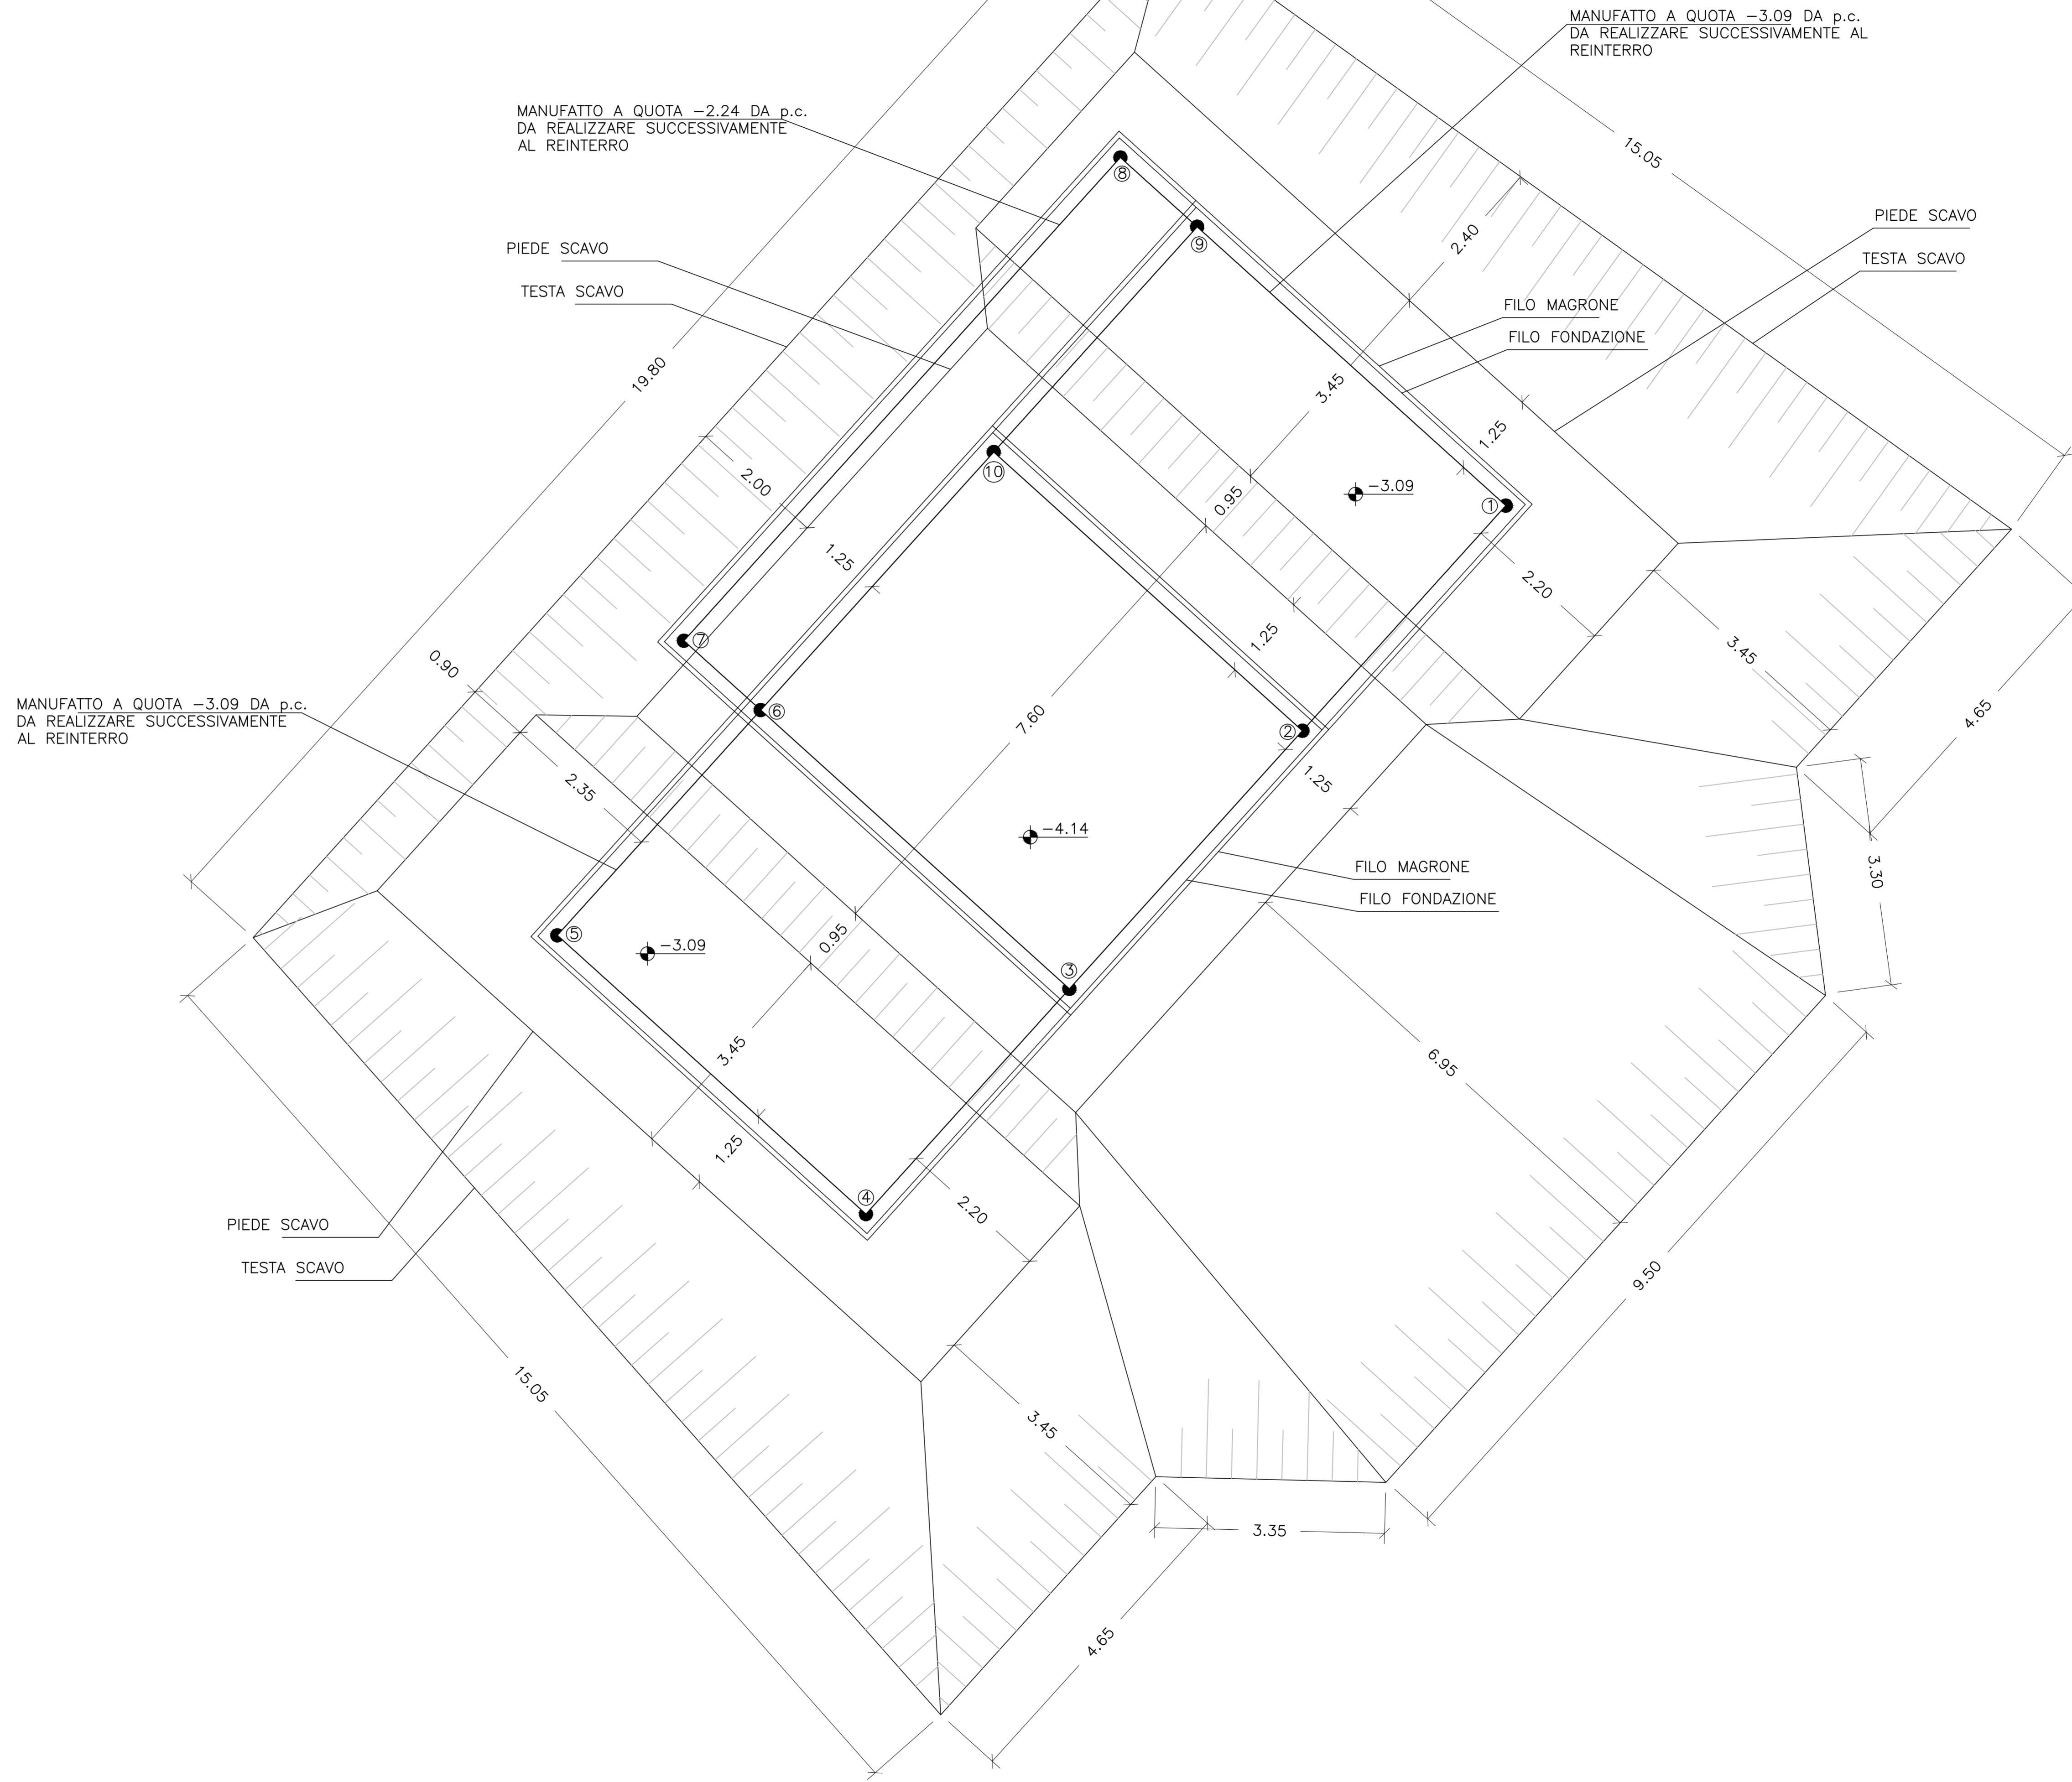 MANUFATTO A QUOTA −3.09 DA p.c.
DA REALIZZARE SUCCESSIVAMENTE AL
REINTERRO
MANUFATTO A QUOTA −2.24 DA p.c.
DA REALIZZARE SUCCESSIVAMENTE
AL REINTERRO
15.05
8
PIEDE SCAVO
9
2.40
PIEDE SCAVO
TESTA SCAVO
TESTA SCAVO
FILO MAGRONE
FILO FONDAZIONE
19.80
3.45
1.25
10
2.00
−3.09
0.95
1
1.25
2.20
7
1.25
3.45
0.90
MANUFATTO A QUOTA −3.09 DA p.c.
DA REALIZZARE SUCCESSIVAMENTE
AL REINTERRO
6
7.60
2
4.65
2.35
1.25
−4.14
FILO MAGRONE
FILO FONDAZIONE
3.30
5
−3.09
0.95
3
3.45
6.95
1.25
4
2.20
PIEDE SCAVO
TESTA SCAVO
9.50
15.05
3.45
3.35
4.65